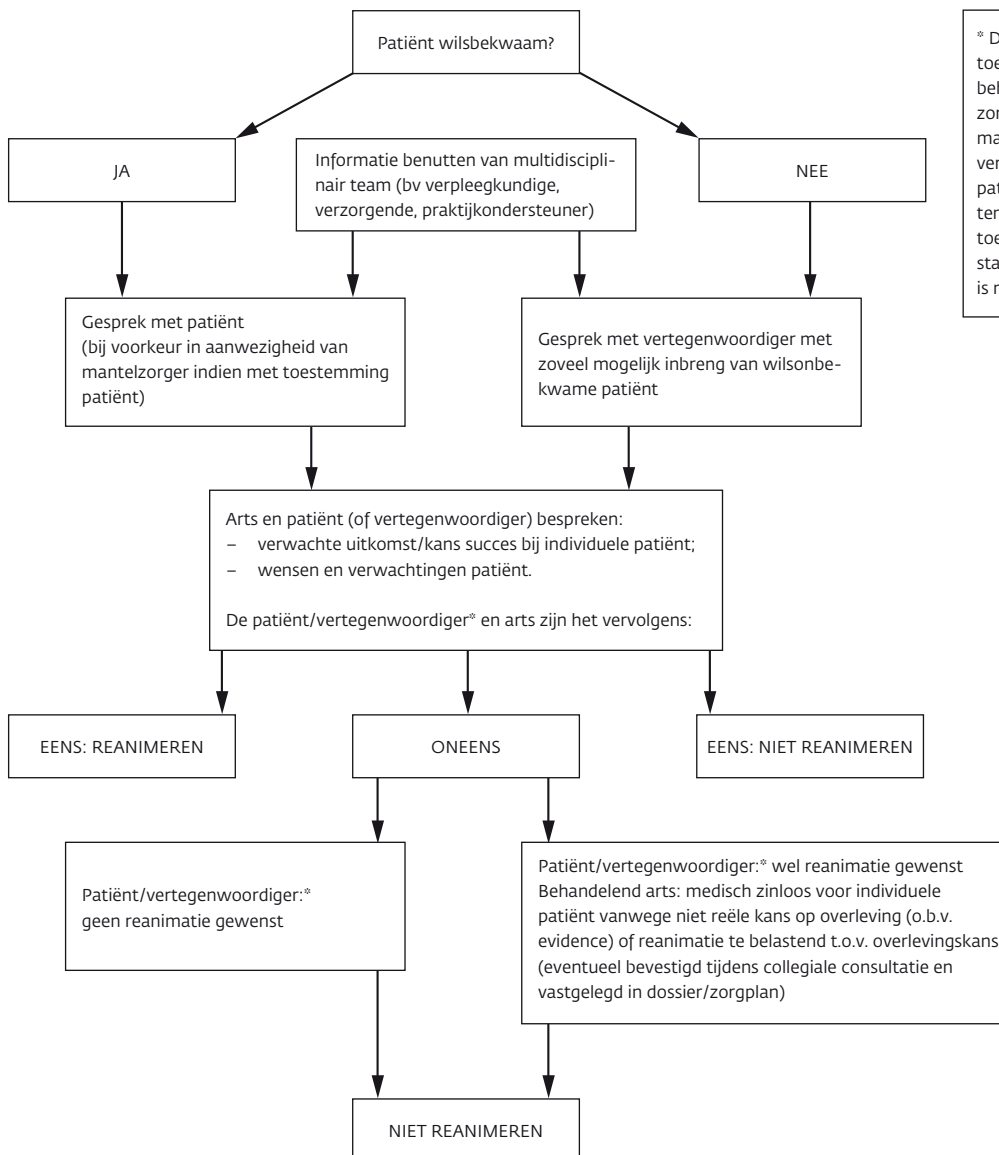 Patiënt wilsbekwaam?
JA
Informatie benutten van multidiscipli-
nair team (bv verpleegkundige,
verzorgende, praktijkondersteuner)
NEE
Gesprek met patiënt
(bij voorkeur in aanwezigheid van
mantelzorger indien met toestemming
patiënt)
Gesprek met vertegenwoordiger met
zoveel mogelijk inbreng van wilsonbe-
kwame patiënt
Arts en patiënt (of vertegenwoordiger) bespreken:
– verwachte uitkomst/kans succes bij individuele patiënt;
– wensen en verwachtingen patiënt.
De patiënt/vertegenwoordiger* en arts zijn het vervolgens:
EENS: REANIMEREN
ONEENS
EENS: NIET REANIMEREN
Patiënt/vertegenwoordiger:*
geen reanimatie gewenst
Patiënt/vertegenwoordiger:* wel reanimatie gewenst
Behandelend arts: medisch zinloos voor individuele
patiënt vanwege niet reële kans op overleving (o.b.v.
evidence) of reanimatie te belastend t.o.v. overlevingskans
(eventueel bevestigd tijdens collegiale consultatie en
vastgelegd in dossier/zorgplan)
NIET REANIMEREN